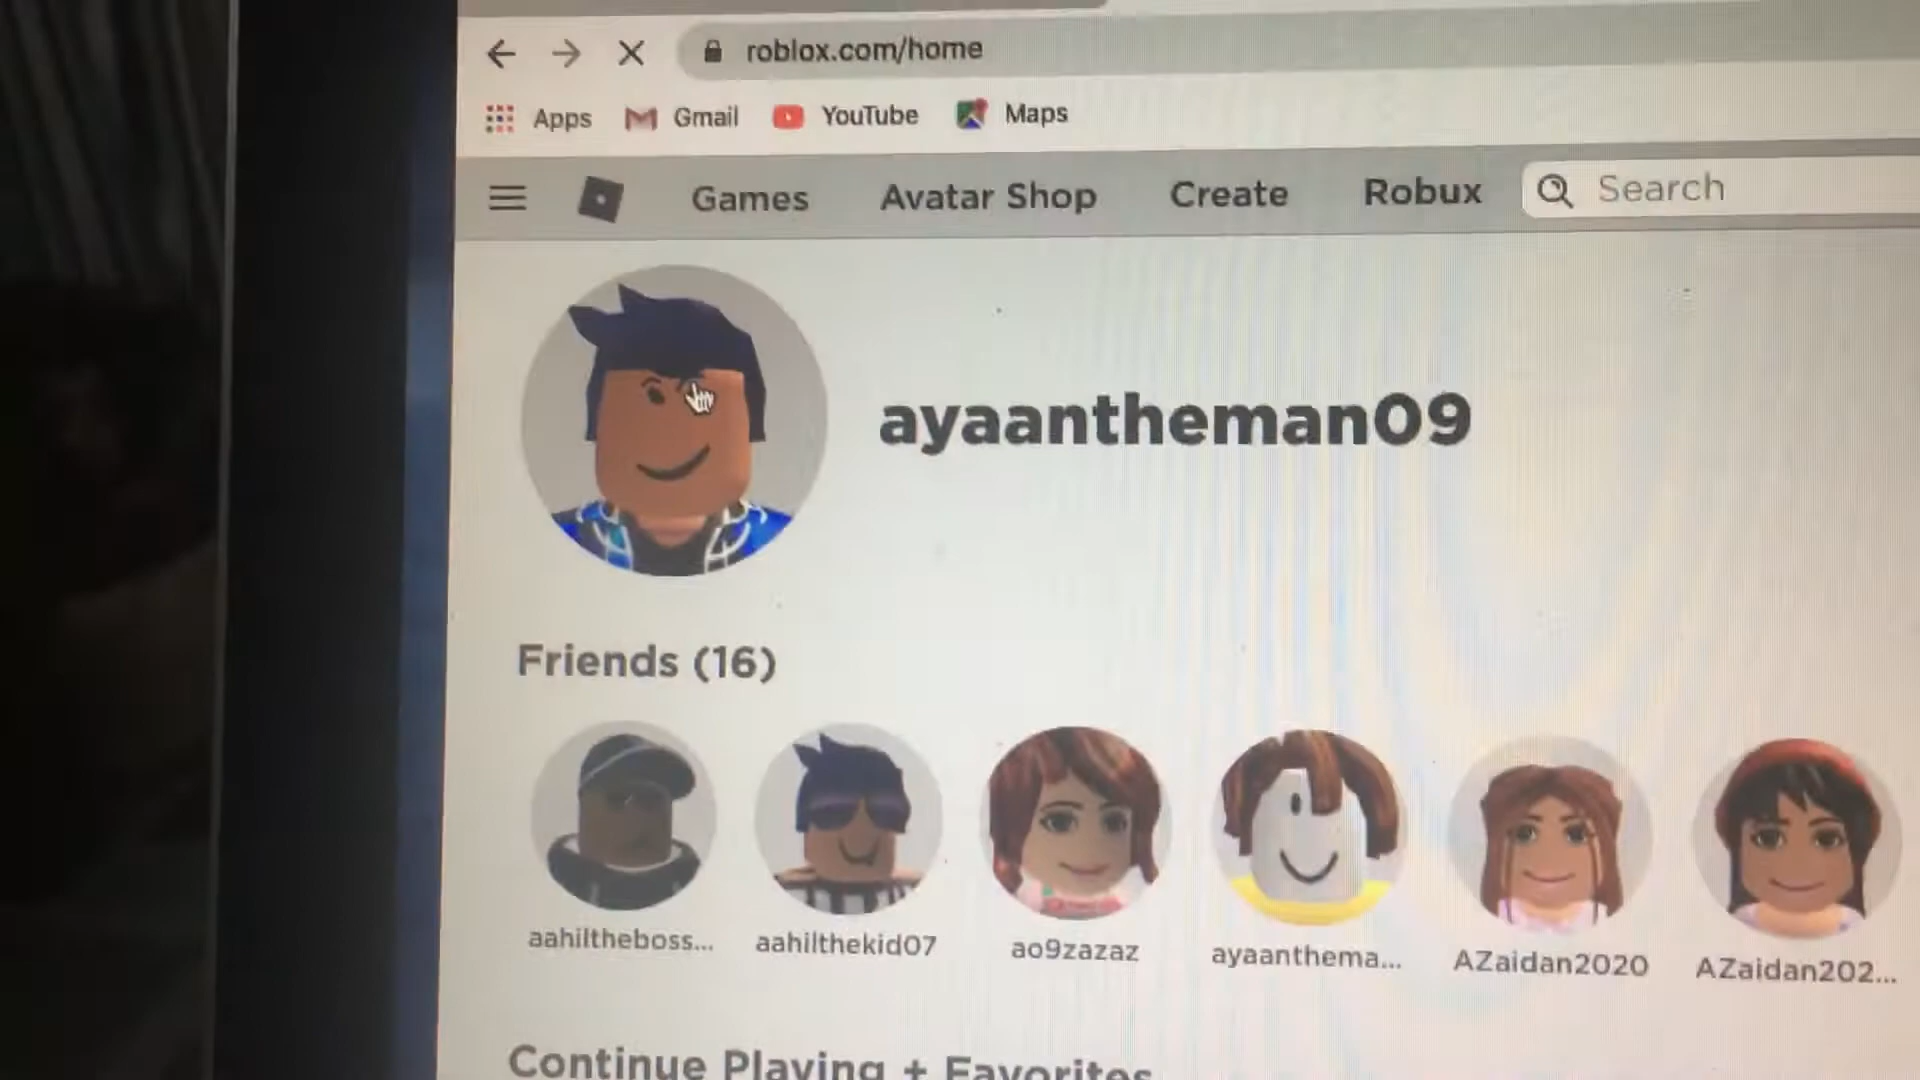 roblox.com/home
Apps Gmail YouTube Maps
Games Avatar Shop Create Robux Search
ayaantheman09
Friends (16)
aahiltheboss... aahilthekid07 ao9zazaz ayaanthema... AZaidan2020 AZaidan202...
Continue Playing + Favorites